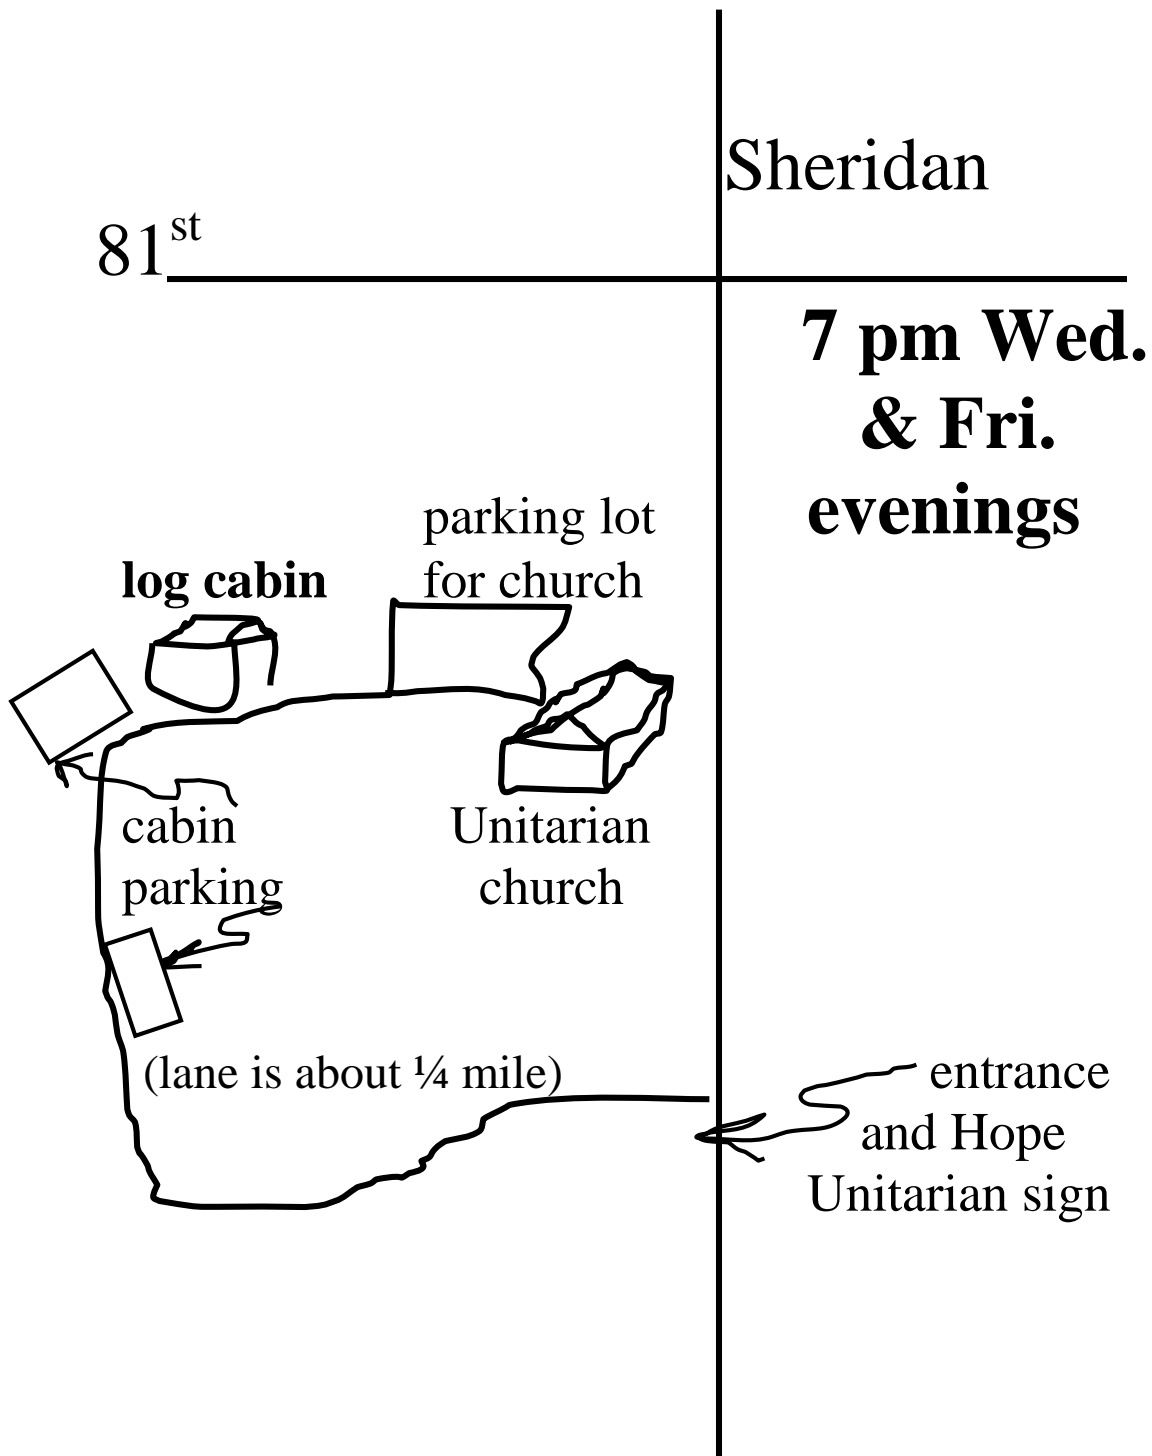 Sheridan
81st
7 pm Wed.
& Fri.
evenings
parking lot
for church
log cabin
cabin
parking
Unitarian
church
(lane is about ¼ mile)
entrance
and Hope
Unitarian sign